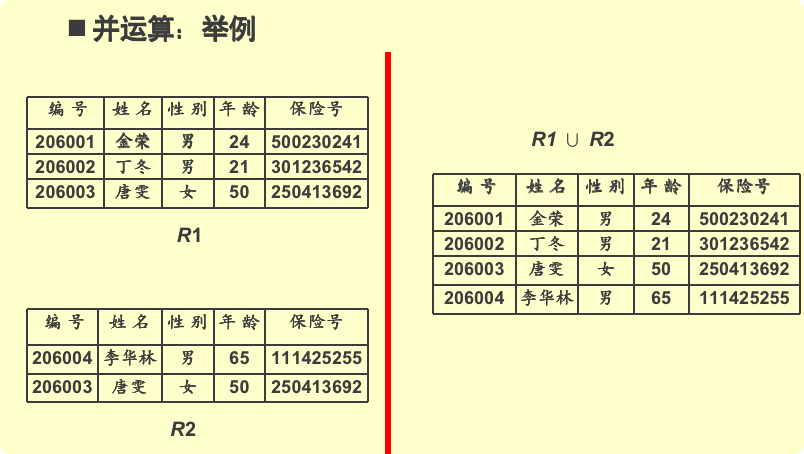 ■ 并运算：举例
编号 姓名 性别 年龄 保险号
206001 金荣 男 24 500230241
206002 丁冬 男 21 301236542
206003 唐雯 女 50 250413692
R1
编号 姓名 性别 年龄 保险号
206004 李华林 男 65 111425255
206003 唐雯 女 50 250413692
R2
R1 ∪ R2
编号 姓名 性别 年龄 保险号
206001 金荣 男 24 500230241
206002 丁冬 男 21 301236542
206003 唐雯 女 50 250413692
206004 李华林 男 65 111425255